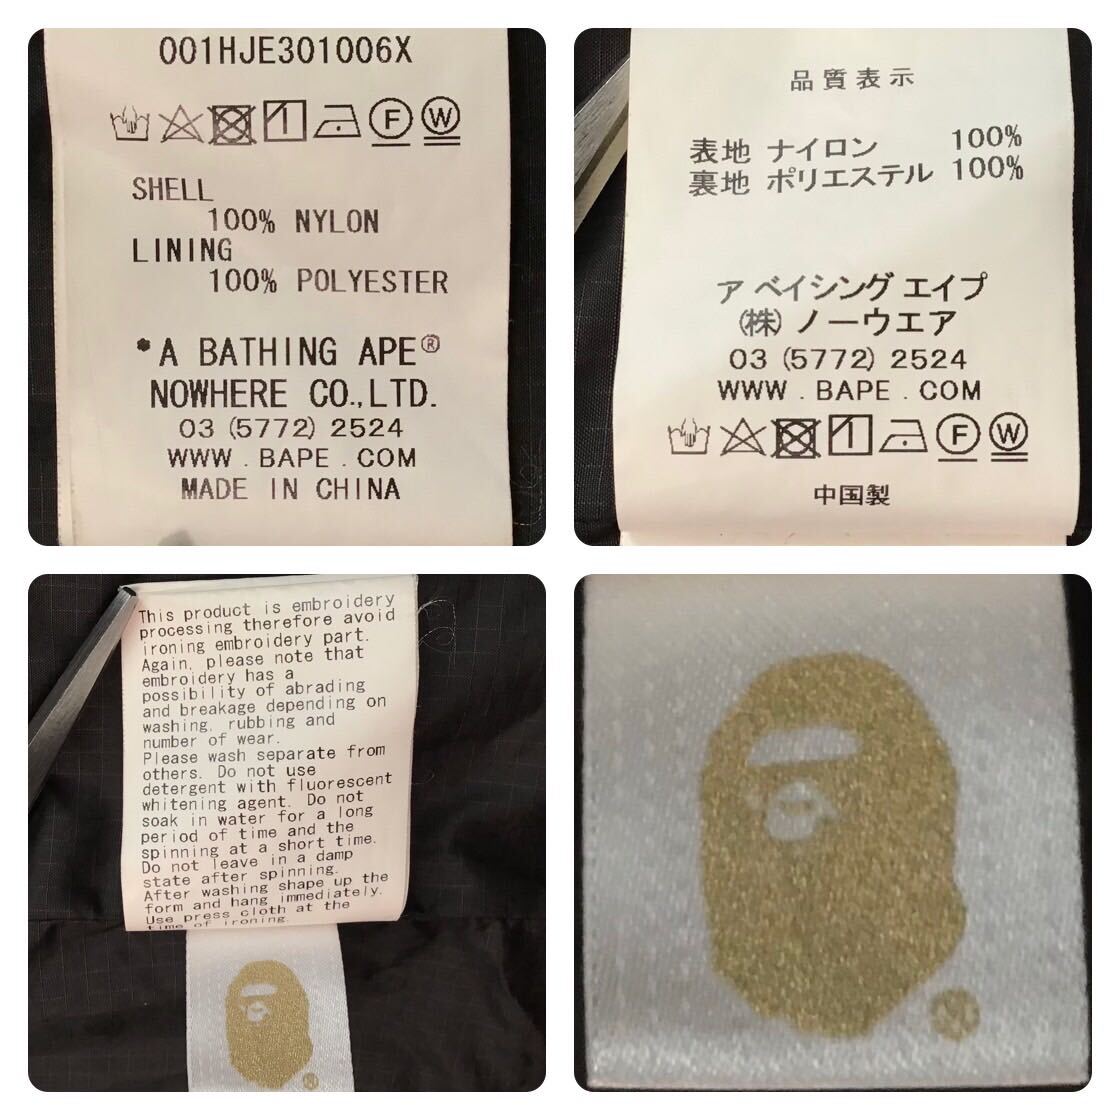 001HJE301006X
F W
SHELL
100% NYLON
LINING
100% POLYESTER
*A BATHING APE®
NOWHERE CO.,LTD.
03 (5772) 2524
WWW . BAPE . COM
MADE IN CHINA
品質表示
表地 ナイロン 100%
裏地 ポリエステル 100%
ア ベイシング エイプ
(株) ノーウエア
03 (5772) 2524
WWW . BAPE . COM
F W
中国製
This product is embroidery
processing therefore avoid
ironing embroidery part.
Again, please note that
embroidery has a
possibility of abrading
and breakage depending on
washing, rubbing and
number of wear.
Please wash separate from
others. Do not use
detergent with fluorescent
whitening agent. Do not
soak in water for a long
period of time and the
spinning at a short time.
Do not leave in a damp
state after spinning.
After washing shape up the
form and hang immediately.
Use press cloth at the
time of ironing.
®
®